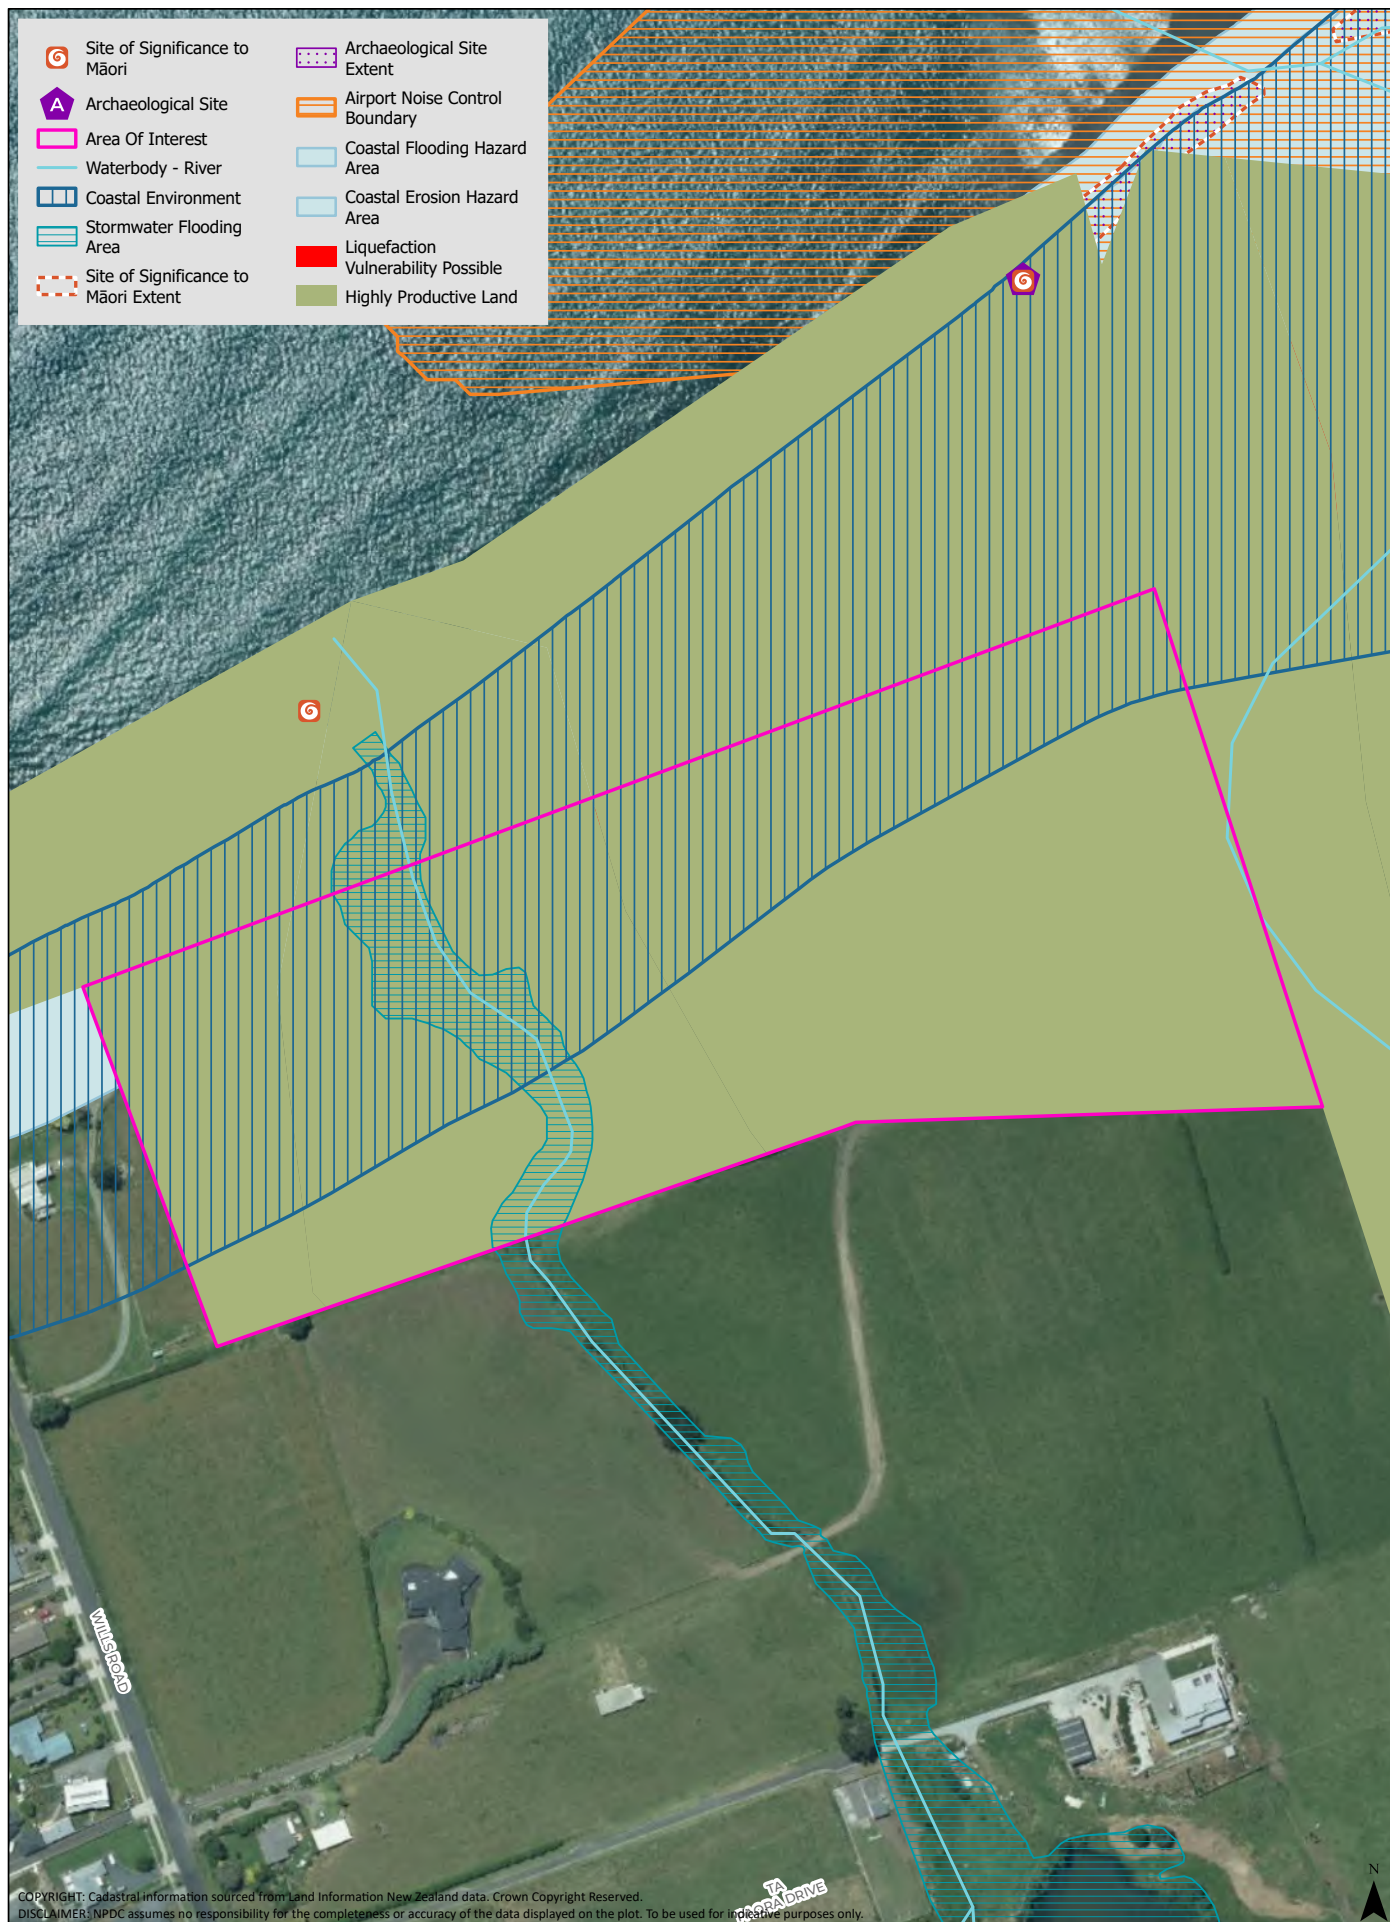 Site of Significance to
Māori
A
Archaeological Site
Area Of Interest
Waterbody - River
Coastal Environment
Stormwater Flooding
Area
Site of Significance to
Māori Extent
Archaeological Site
Extent
Airport Noise Control
Boundary
Coastal Flooding Hazard
Area
Coastal Erosion Hazard
Area
Liquefaction
Vulnerability Possible
Highly Productive Land
WILLS ROAD
TA
DRIVE
N
COPYRIGHT: Cadastral information sourced from Land Information New Zealand data. Crown Copyright Reserved.
DISCLAIMER: NPDC assumes no responsibility for the completeness or accuracy of the data displayed on the plot. To be used for indicative purposes only.